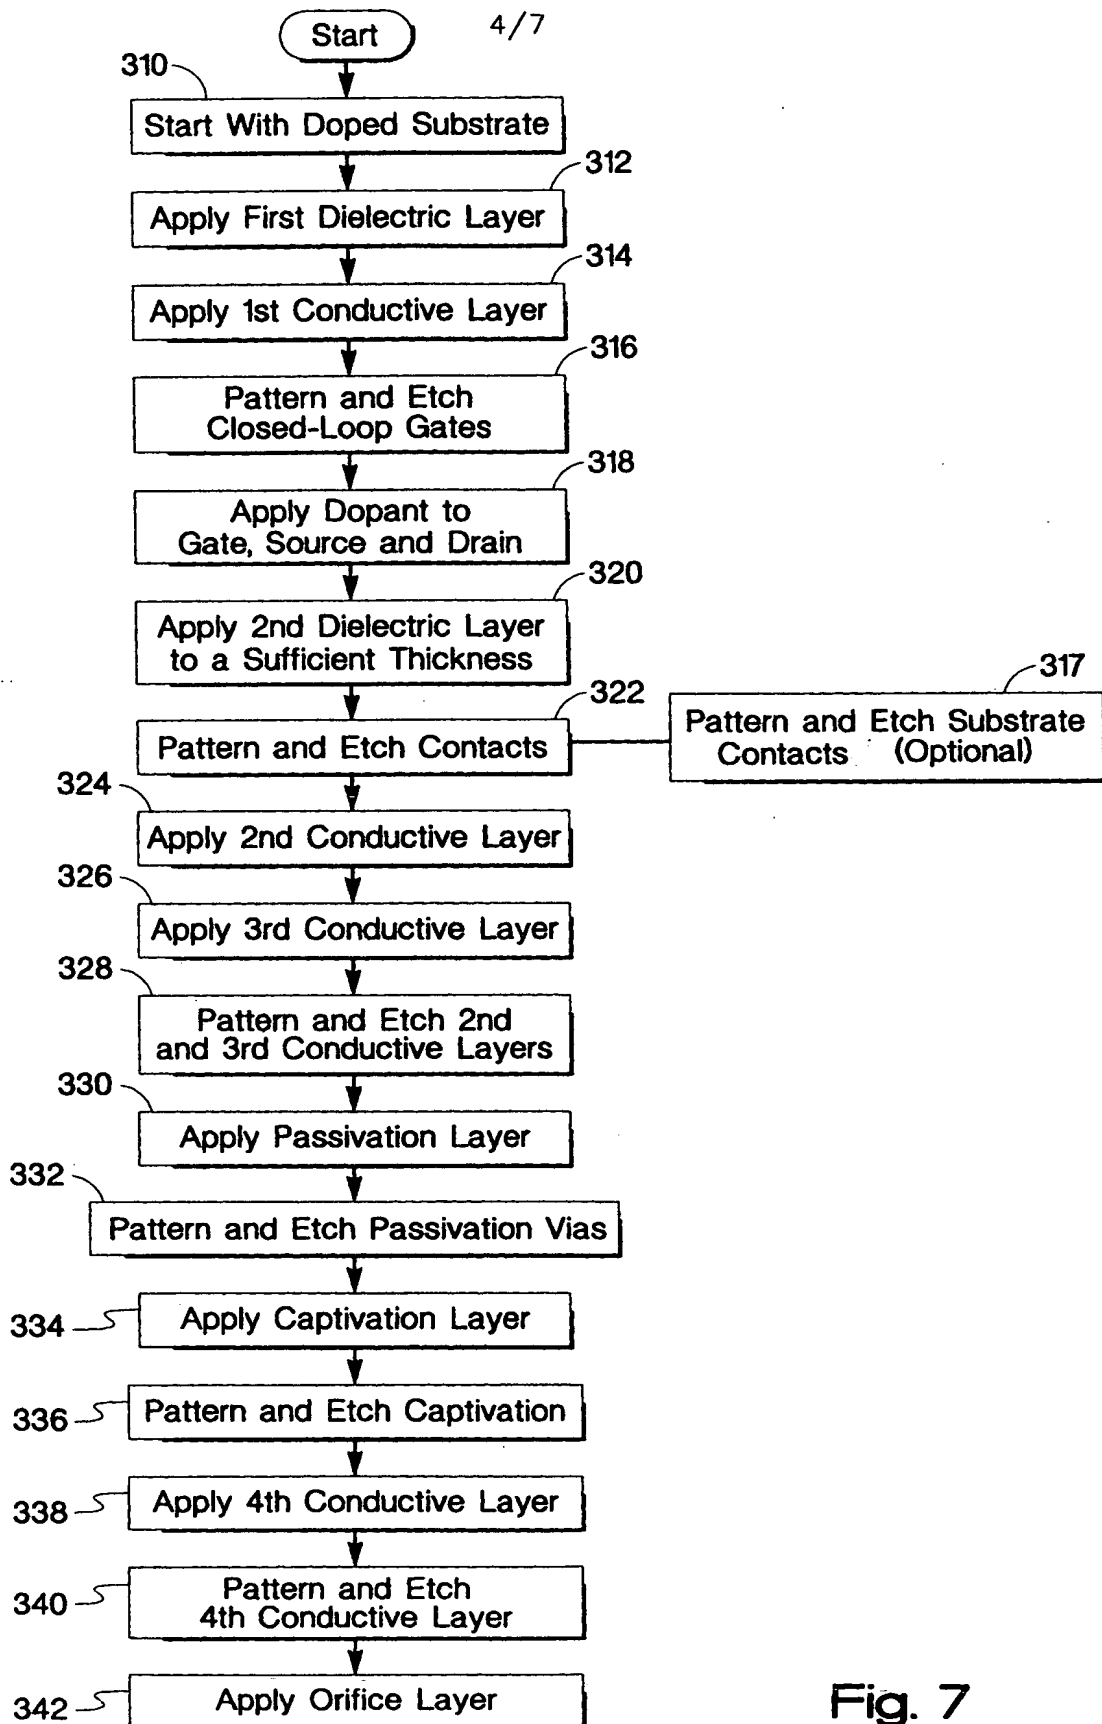 4/7
Start
310
Start With Doped Substrate
312
Apply First Dielectric Layer
314
Apply 1st Conductive Layer
316
Pattern and Etch
Closed-Loop Gates
318
Apply Dopant to
Gate, Source and Drain
320
Apply 2nd Dielectric Layer
to a Sufficient Thickness
322
Pattern and Etch Contacts
317
Pattern and Etch Substrate
Contacts (Optional)
324
Apply 2nd Conductive Layer
326
Apply 3rd Conductive Layer
328
Pattern and Etch 2nd
and 3rd Conductive Layers
330
Apply Passivation Layer
332
Pattern and Etch Passivation Vias
334
Apply Captivation Layer
336
Pattern and Etch Captivation
338
Apply 4th Conductive Layer
340
Pattern and Etch
4th Conductive Layer
342
Apply Orifice Layer
Fig. 7